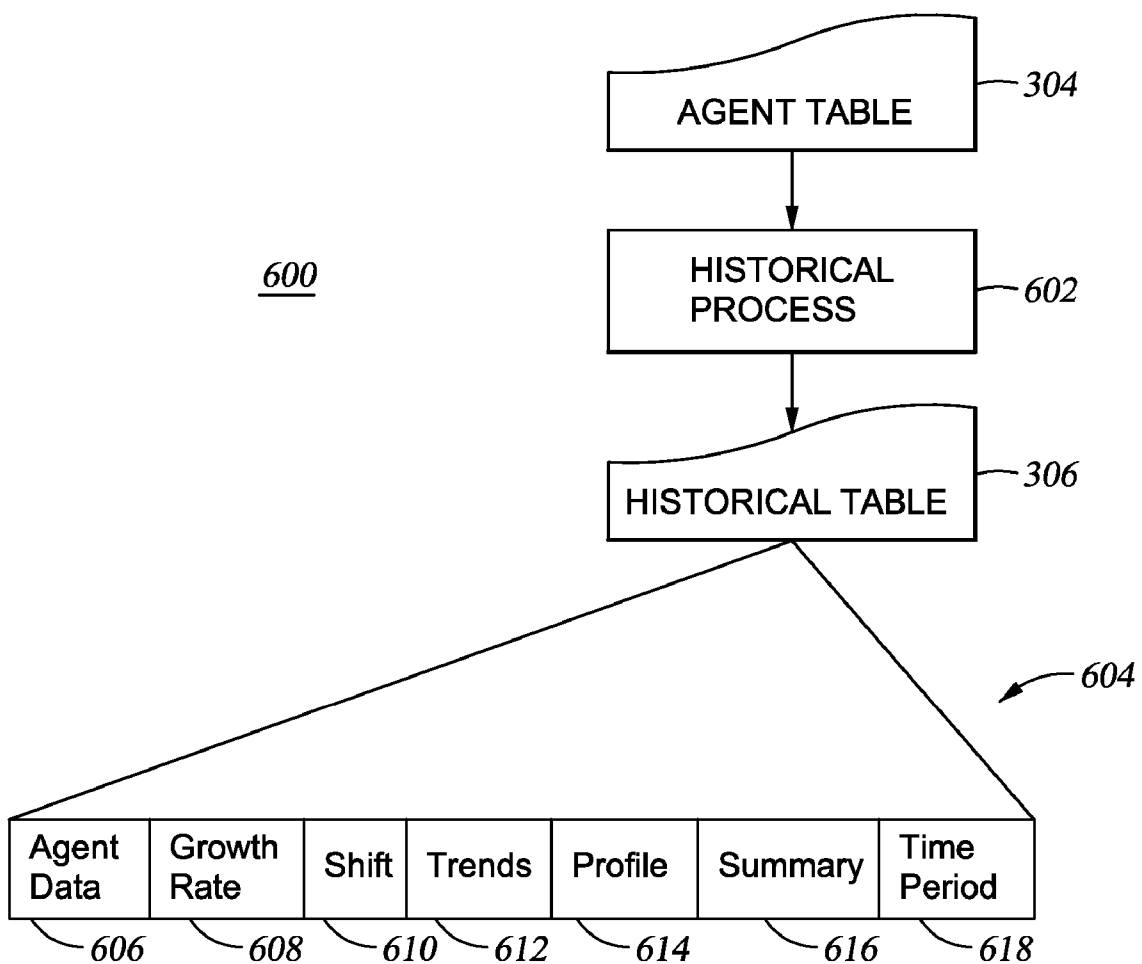 304
AGENT TABLE
600
HISTORICAL
PROCESS
602
306
HISTORICAL TABLE
604
Agent
Data
Growth
Rate
Shift
Trends
Profile
Summary
Time
Period
606
608
610
612
614
616
618